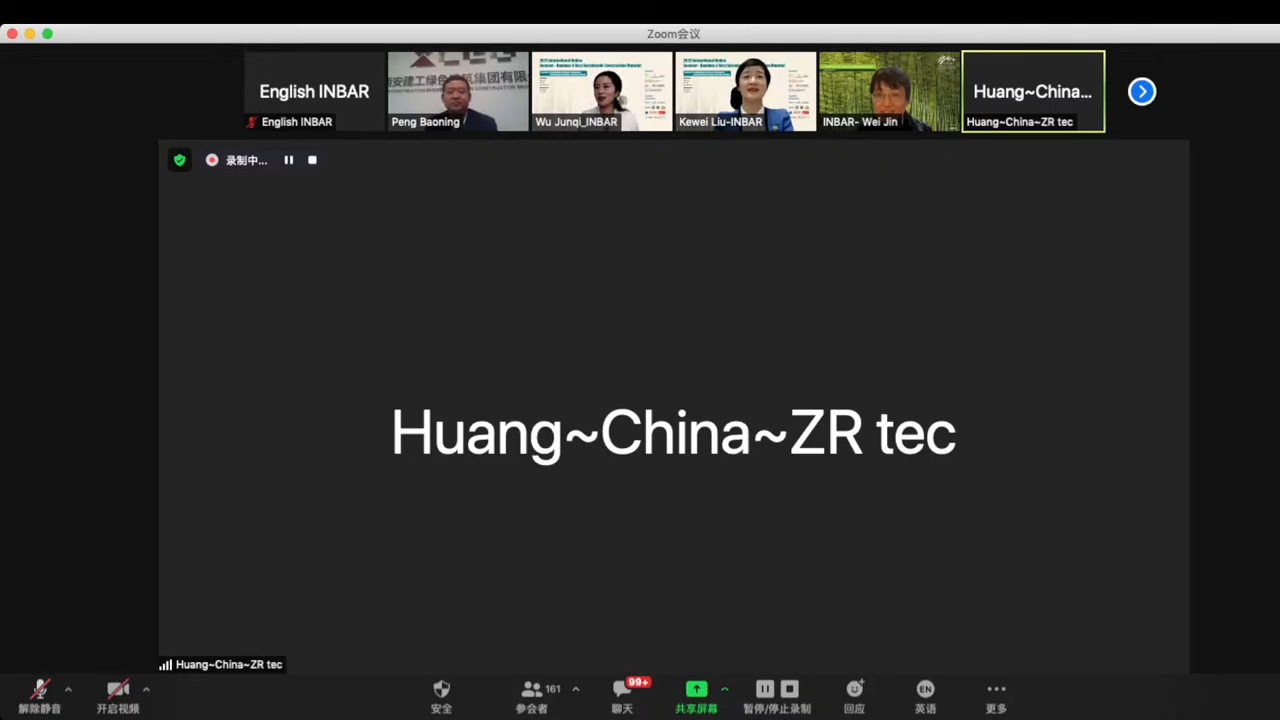 Zoom会议
English INBAR
English INBAR
Peng Baoning
Wu Junqi_INBAR
Kewei Liu-INBAR
INBAR- Wei Jin
Huang~China...
Huang~China~ZR tec
录制中...
Huang~China~ZR tec
Huang~China~ZR tec
161
99+
EN
解除静音
开启视频
安全
参会者
聊天
共享屏幕
暂停/停止录制
回应
英语
更多